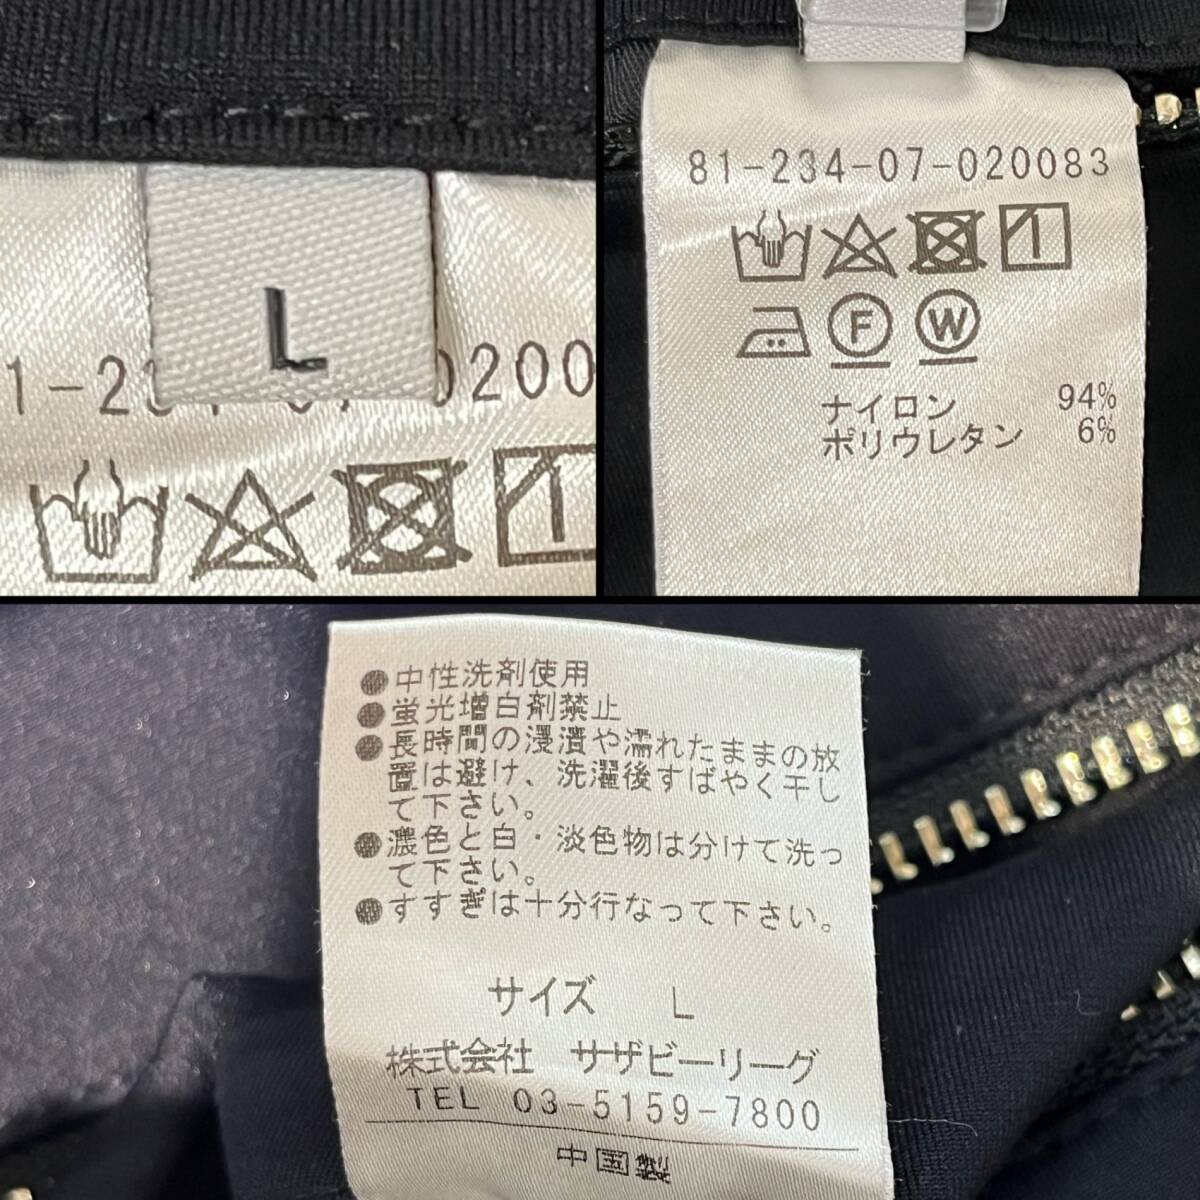 L
81-234-07-020083
F W
ナイロン 94%
ポリウレタン 6%
●中性洗剤使用
●蛍光増白剤禁止
●長時間の浸漬や濡れたままの放
置は避け、洗濯後すばやく干し
て下さい。
●濃色と白・淡色物は分けて洗っ
て下さい。
●すすぎは十分行なって下さい。
サイズ L
株式会社 サザビーリーグ
TEL 03-5159-7800
中国製